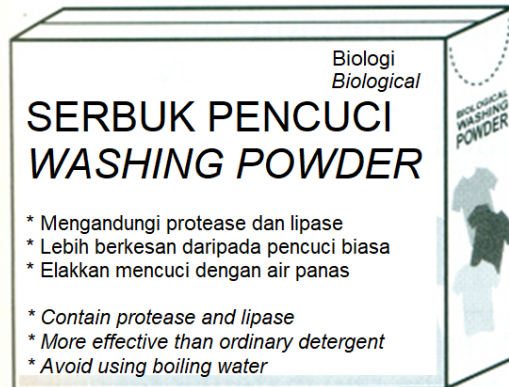 Biologi
Biological
SERBUK PENCUCI
WASHING POWDER
* Mengandungi protease dan lipase
* Lebih berkesan daripada pencuci biasa
* Elakkan mencuci dengan air panas
* Contain protease and lipase
* More effective than ordinary detergent
* Avoid using boiling water
BIOLOGICAL
WASHING
POWDER